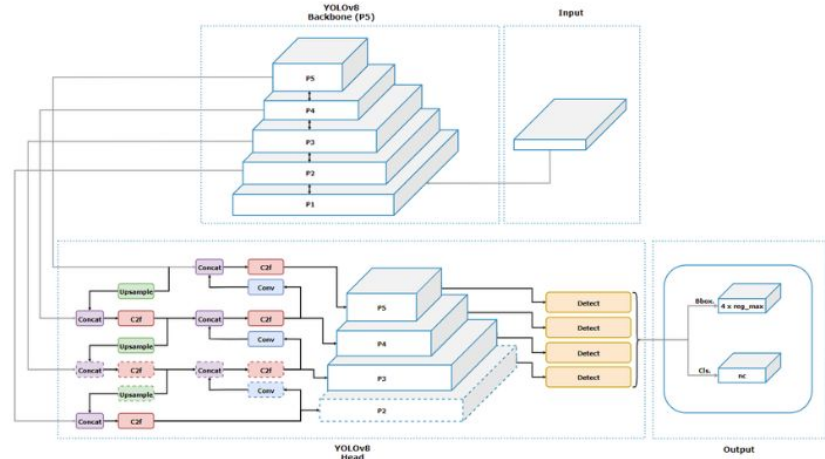 YOLOv8
Backbone (P5)
Input
P5
P4
P3
P2
P1
Concat
C2f
Upsample
Conv
Concat
C2f
Concat
C2f
Upsample
Conv
Concat
C2f
Concat
C2f
Upsample
Conv
Concat
C2f
P5
P4
P3
P2
Detect
Detect
Detect
Detect
Bbox.
4 x reg_max
Cls.
nc
YOLOv8
Head
Output